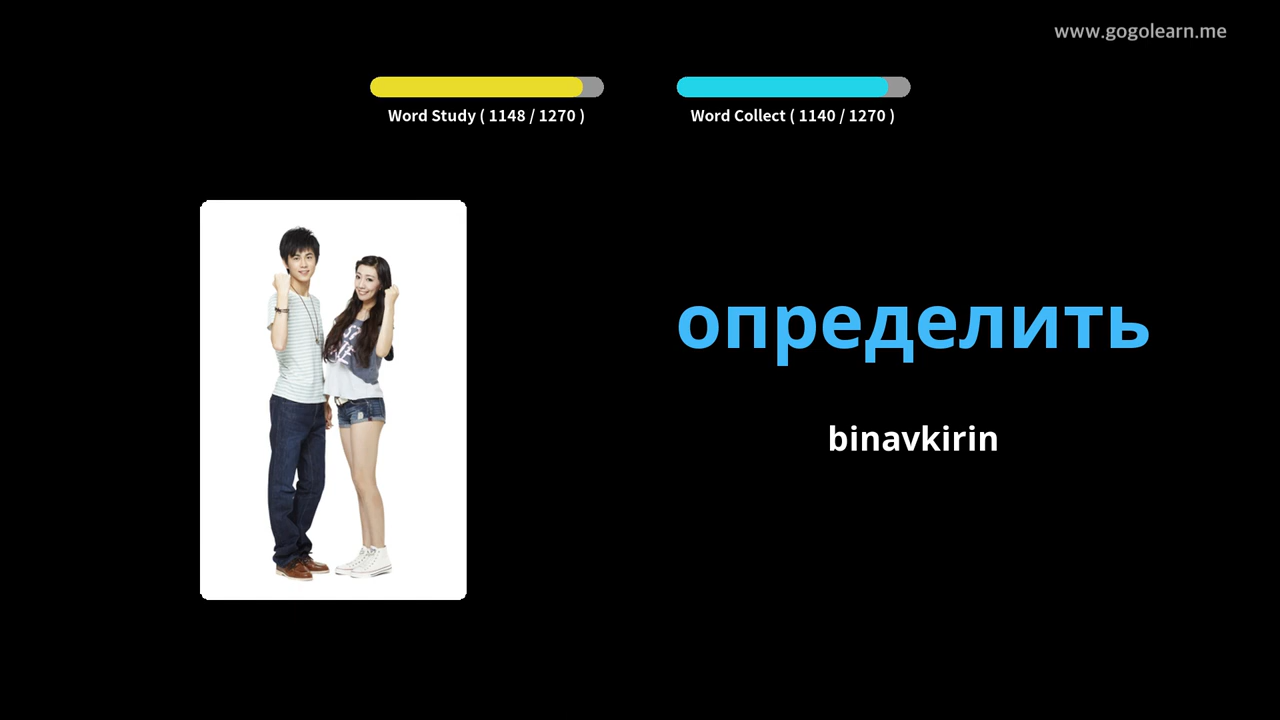 www.gogolearn.me
Word Study ( 1148 / 1270 )
Word Collect ( 1140 / 1270 )
определить
binavkirin